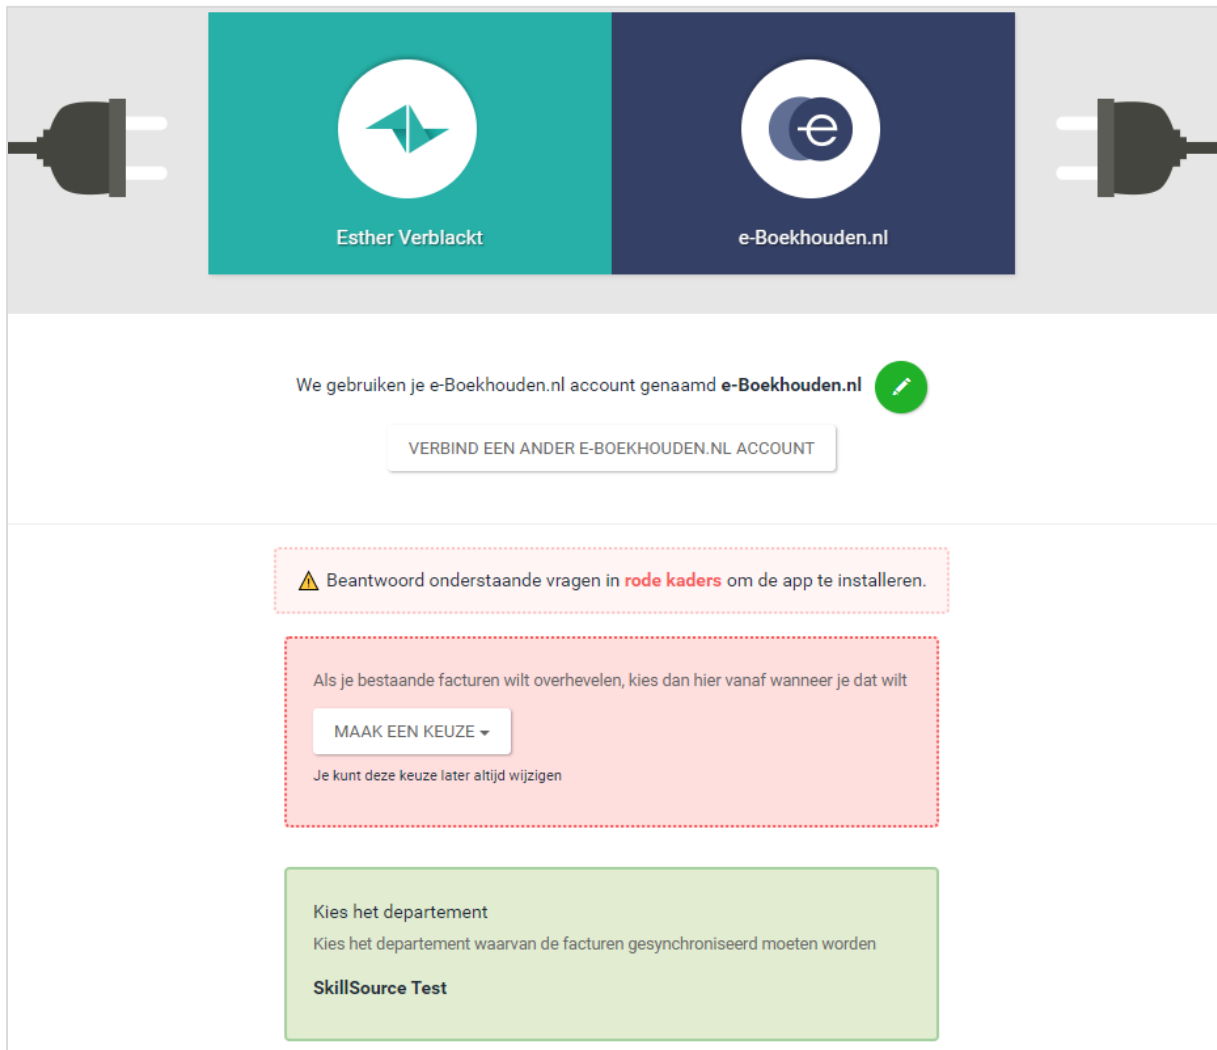 Esther Verblackt
e-Boekhouden.nl
We gebruiken je e-Boekhouden.nl account genaamd e-Boekhouden.nl
VERBIND EEN ANDER E-BOEKHOUDEN.NL ACCOUNT
Beantwoord onderstaande vragen in rode kaders om de app te installeren.
Als je bestaande facturen wilt overhevelen, kies dan hier vanaf wanneer je dat wilt
MAAK EEN KEUZE
Je kunt deze keuze later altijd wijzigen
Kies het departement
Kies het departement waarvan de facturen gesynchroniseerd moeten worden
SkillSource Test